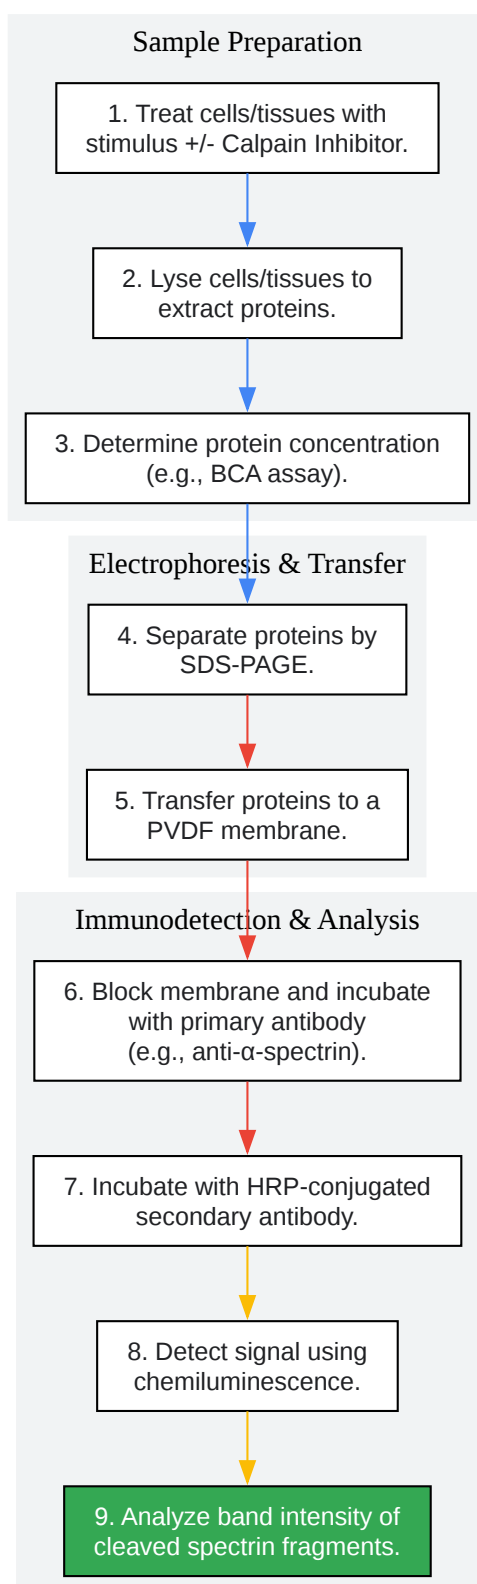 Sample Preparation
1. Treat cells/tissues with
stimulus +/- Calpain Inhibitor.
2. Lyse cells/tissues to
extract proteins.
3. Determine protein concentration
(e.g., BCA assay).
Electrophoresis & Transfer
4. Separate proteins by
SDS-PAGE.
5. Transfer proteins to a
PVDF membrane.
Immunodetection & Analysis
6. Block membrane and incubate
with primary antibody
(e.g., anti-α-spectrin).
7. Incubate with HRP-conjugated
secondary antibody.
8. Detect signal using
chemiluminescence.
9. Analyze band intensity of
cleaved spectrin fragments.